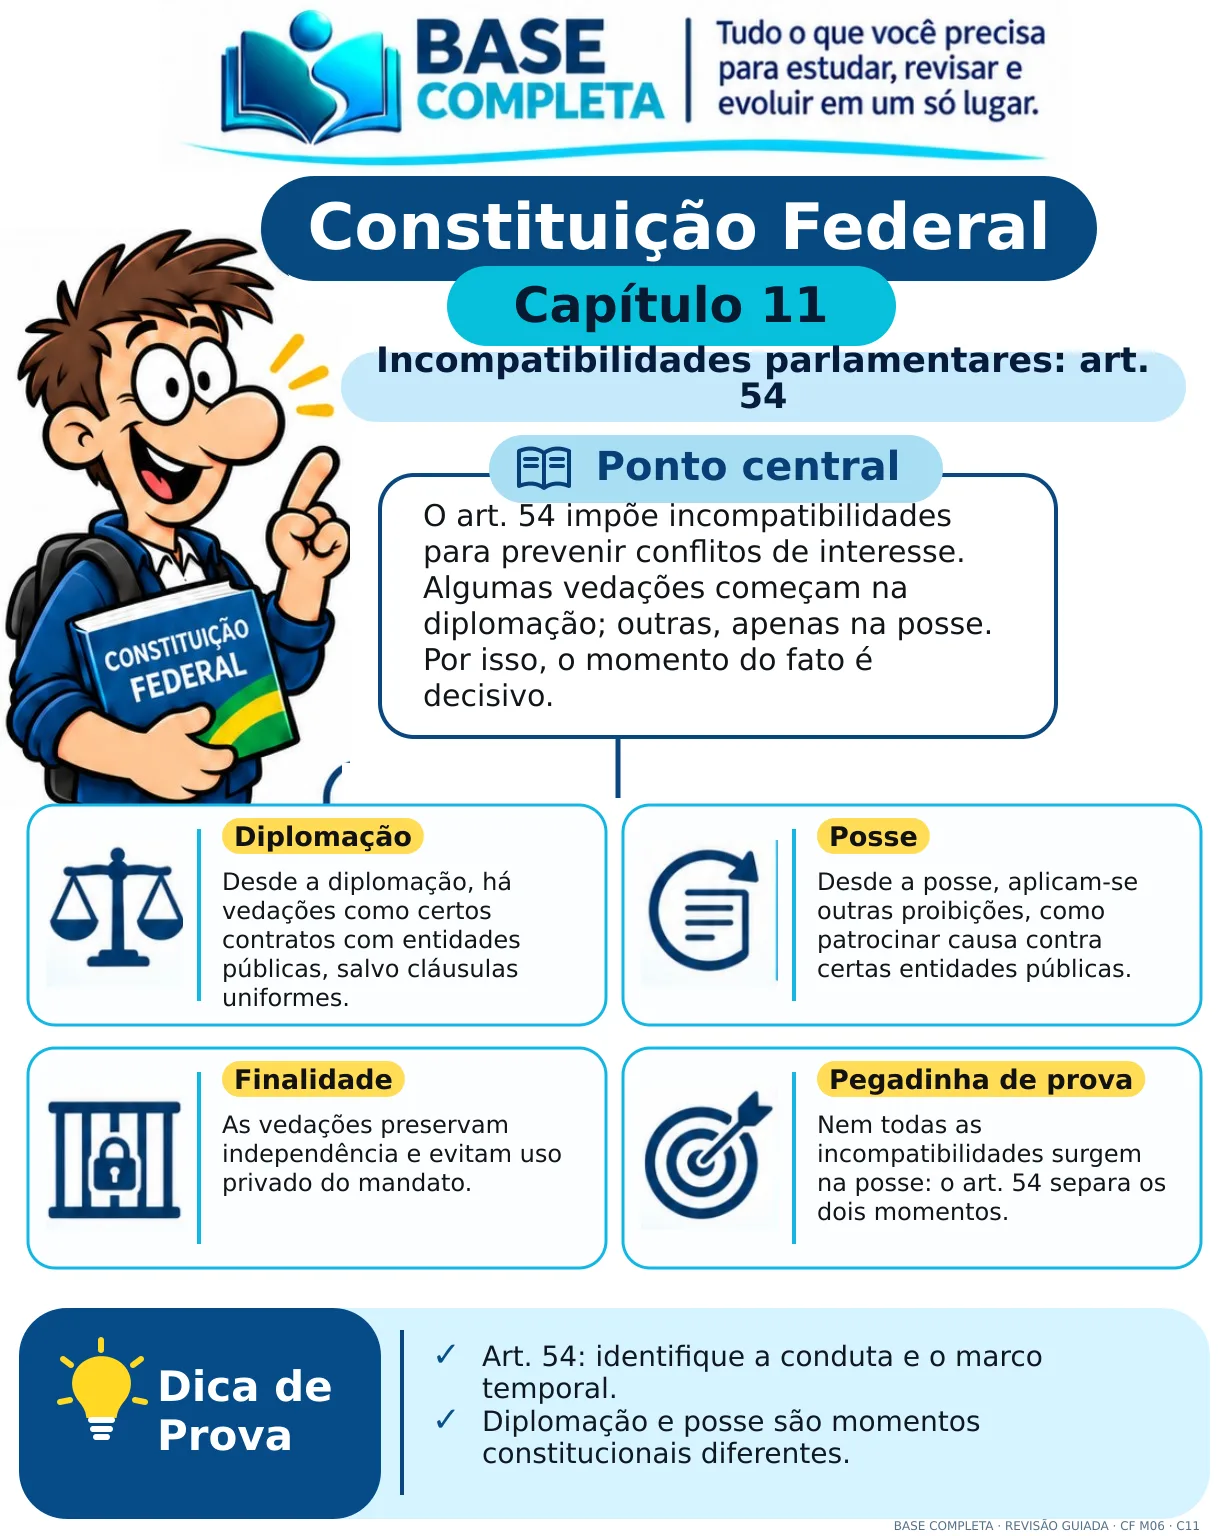 BASE
COMPLETA
Tudo o que você precisa
para estudar, revisar e
evoluir em um só lugar.
Constituição Federal
Capítulo 11
Incompatibilidades parlamentares: art.
54
Ponto central
O art. 54 impõe incompatibilidades
para prevenir conflitos de interesse.
Algumas vedações começam na
diplomação; outras, apenas na posse.
Por isso, o momento do fato é
decisivo.
CONSTITUIÇÃO
FEDERAL
Diplomação
Desde a diplomação, há
vedações como certos
contratos com entidades
públicas, salvo cláusulas
uniformes.
Posse
Desde a posse, aplicam-se
outras proibições, como
patrocinar causa contra
certas entidades públicas.
Finalidade
As vedações preservam
independência e evitam uso
privado do mandato.
Pegadinha de prova
Nem todas as
incompatibilidades surgem
na posse: o art. 54 separa os
dois momentos.
Dica de
Prova
✓ Art. 54: identifique a conduta e o marco
temporal.
✓ Diplomação e posse são momentos
constitucionais diferentes.
BASE COMPLETA · REVISÃO GUIADA · CF M06 · C11